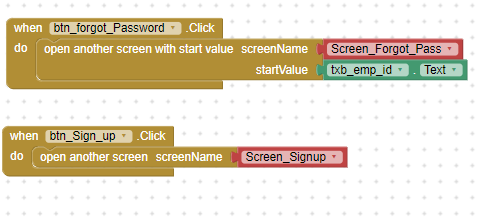 when btn_forgot_Password .Click
do open another screen with start value screenName Screen_Forgot_Pass
startValue txb_emp_id . Text
when btn_Sign_up .Click
do open another screen screenName Screen_Signup